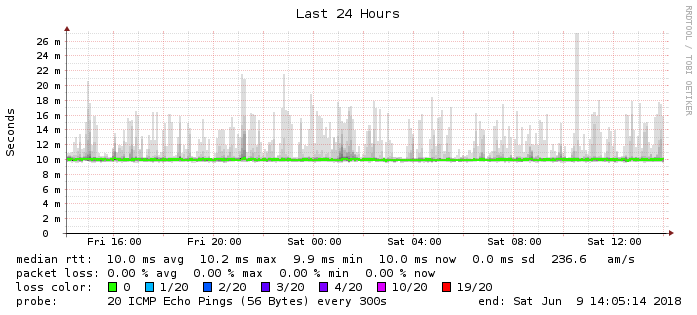 Last 24 Hours
RRDTOOL / TOBI OETIKER
Seconds
26 m
24 m
22 m
20 m
18 m
16 m
14 m
12 m
10 m
8 m
6 m
4 m
2 m
0
Fri 16:00 Fri 20:00 Sat 00:00 Sat 04:00 Sat 08:00 Sat 12:00
median rtt: 10.0 ms avg 10.2 ms max 9.9 ms min 10.0 ms now 0.0 ms sd 236.6 am/s
packet loss: 0.00 % avg 0.00 % max 0.00 % min 0.00 % now
loss color: 0 1/20 2/20 3/20 4/20 10/20 19/20
probe: 20 ICMP Echo Pings (56 Bytes) every 300s end: Sat Jun 9 14:05:14 2018